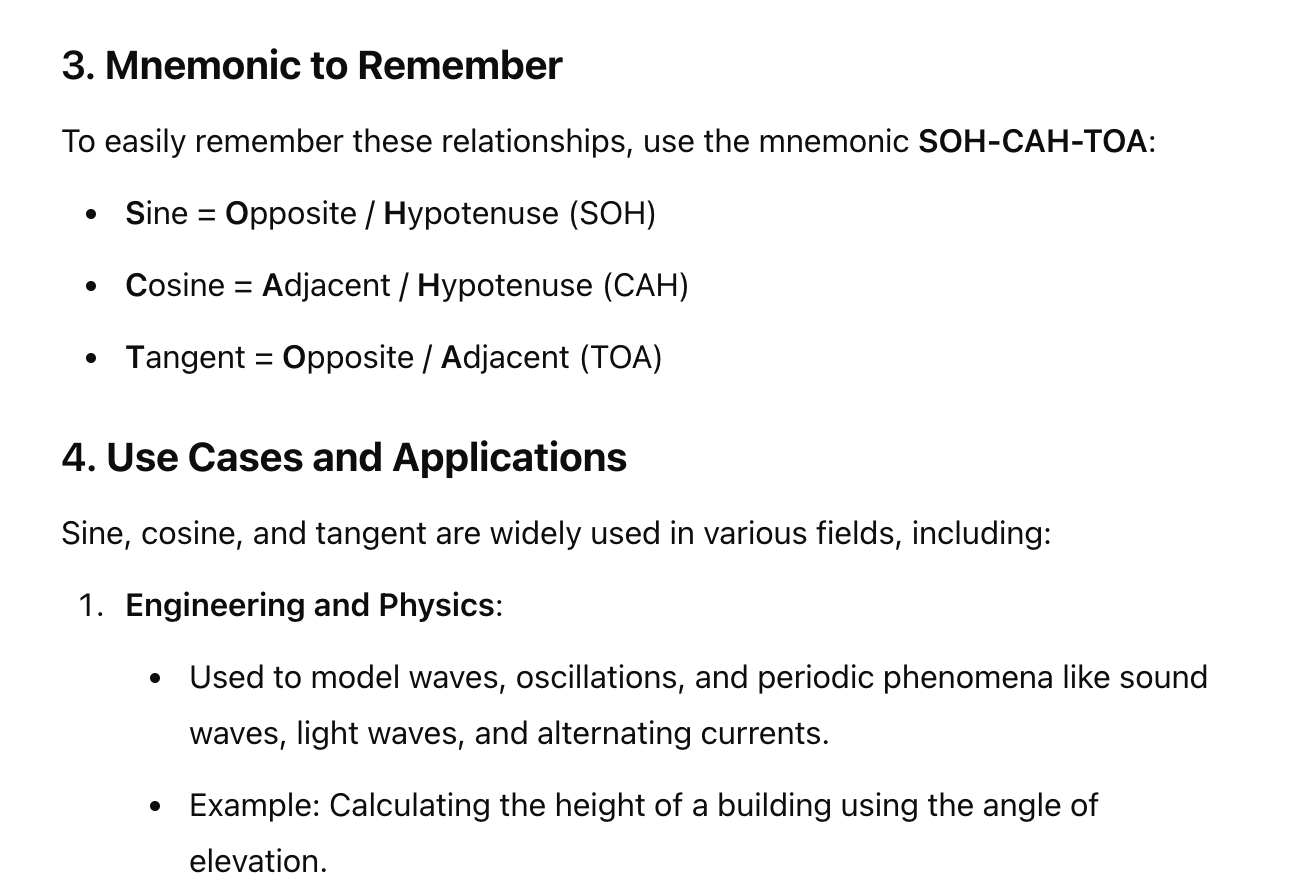 3. Mnemonic to Remember
To easily remember these relationships, use the mnemonic SOH-CAH-TOA:
• Sine = Opposite / Hypotenuse (SOH)
• Cosine = Adjacent / Hypotenuse (CAH)
• Tangent = Opposite / Adjacent (TOA)
4. Use Cases and Applications
Sine, cosine, and tangent are widely used in various fields, including:
1. Engineering and Physics:
• Used to model waves, oscillations, and periodic phenomena like sound
waves, light waves, and alternating currents.
• Example: Calculating the height of a building using the angle of
elevation.